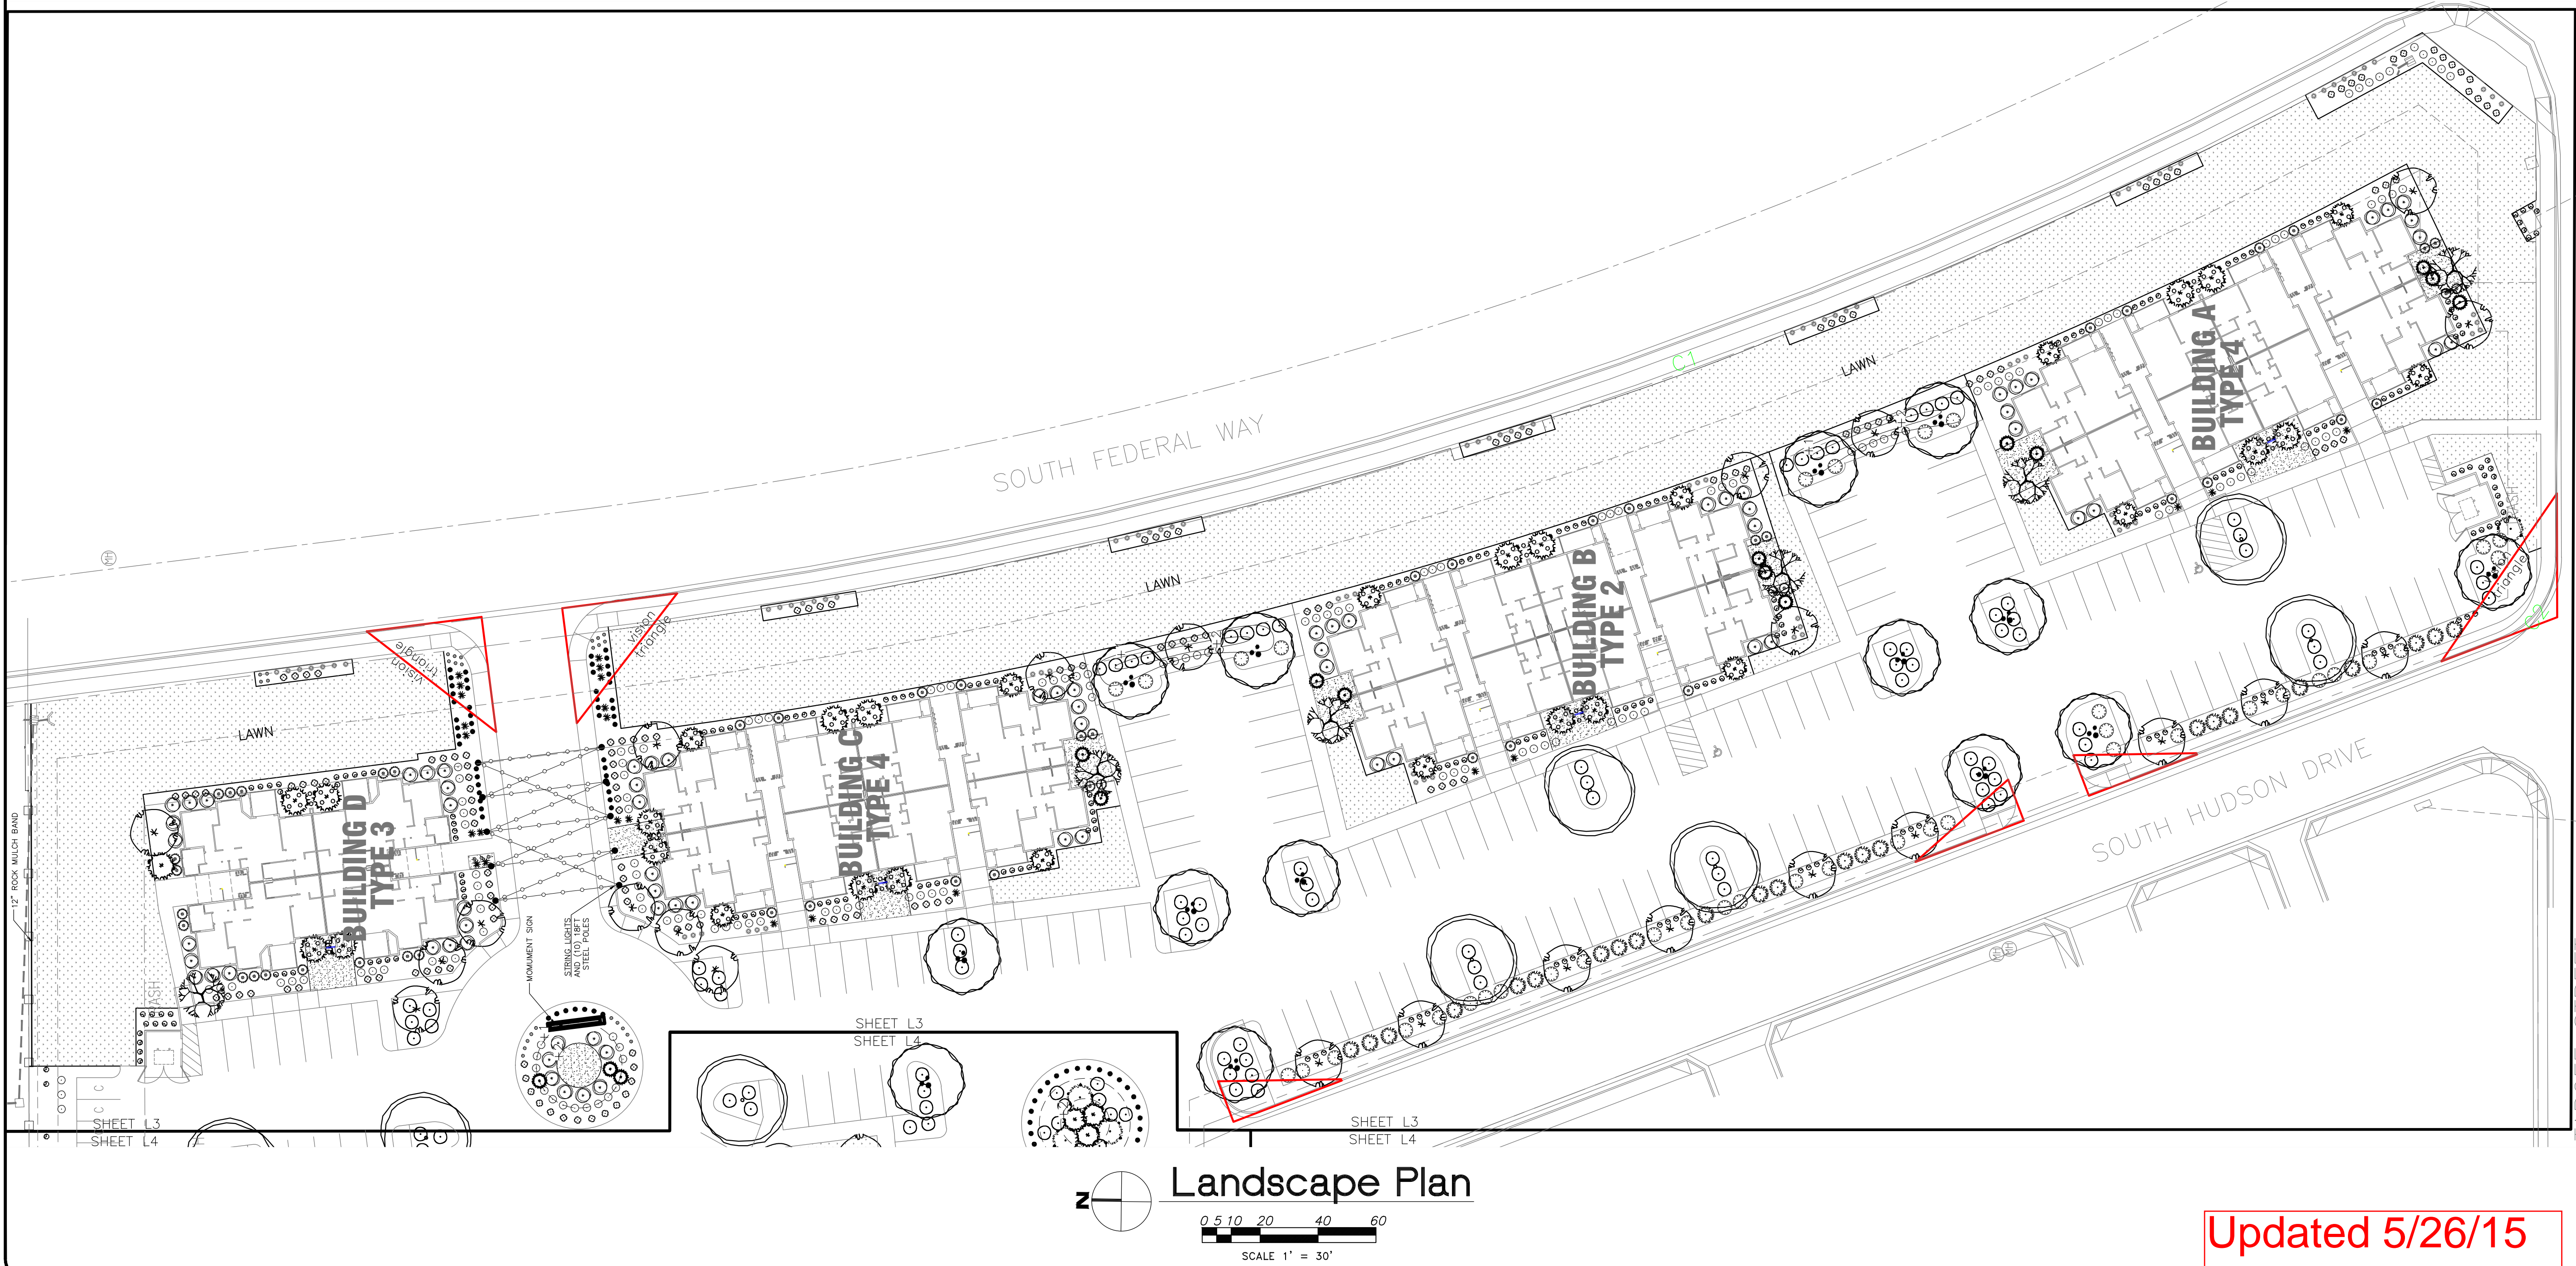 SOUTH FEDERAL WAY
C1
LAWN
LAWN
LAWN
BUILDING A
TYPE 4
BUILDING B
TYPE 2
BUILDING C
TYPE 4
BUILDING D
TYPE 3
vision
triangle
vision
triangle
triangle
SOUTH HUDSON DRIVE
MH
12" ROCK MULCH BAND
MOMUMENT SIGN
STRING LIGHTS
AND (10) 18FT
STEEL POLES
SHEET L3
SHEET L4
SHEET L3
SHEET L4
SHEET L3
SHEET L4
N
Landscape Plan
0 5 10 20 40 60
SCALE 1' = 30'
Updated 5/26/15